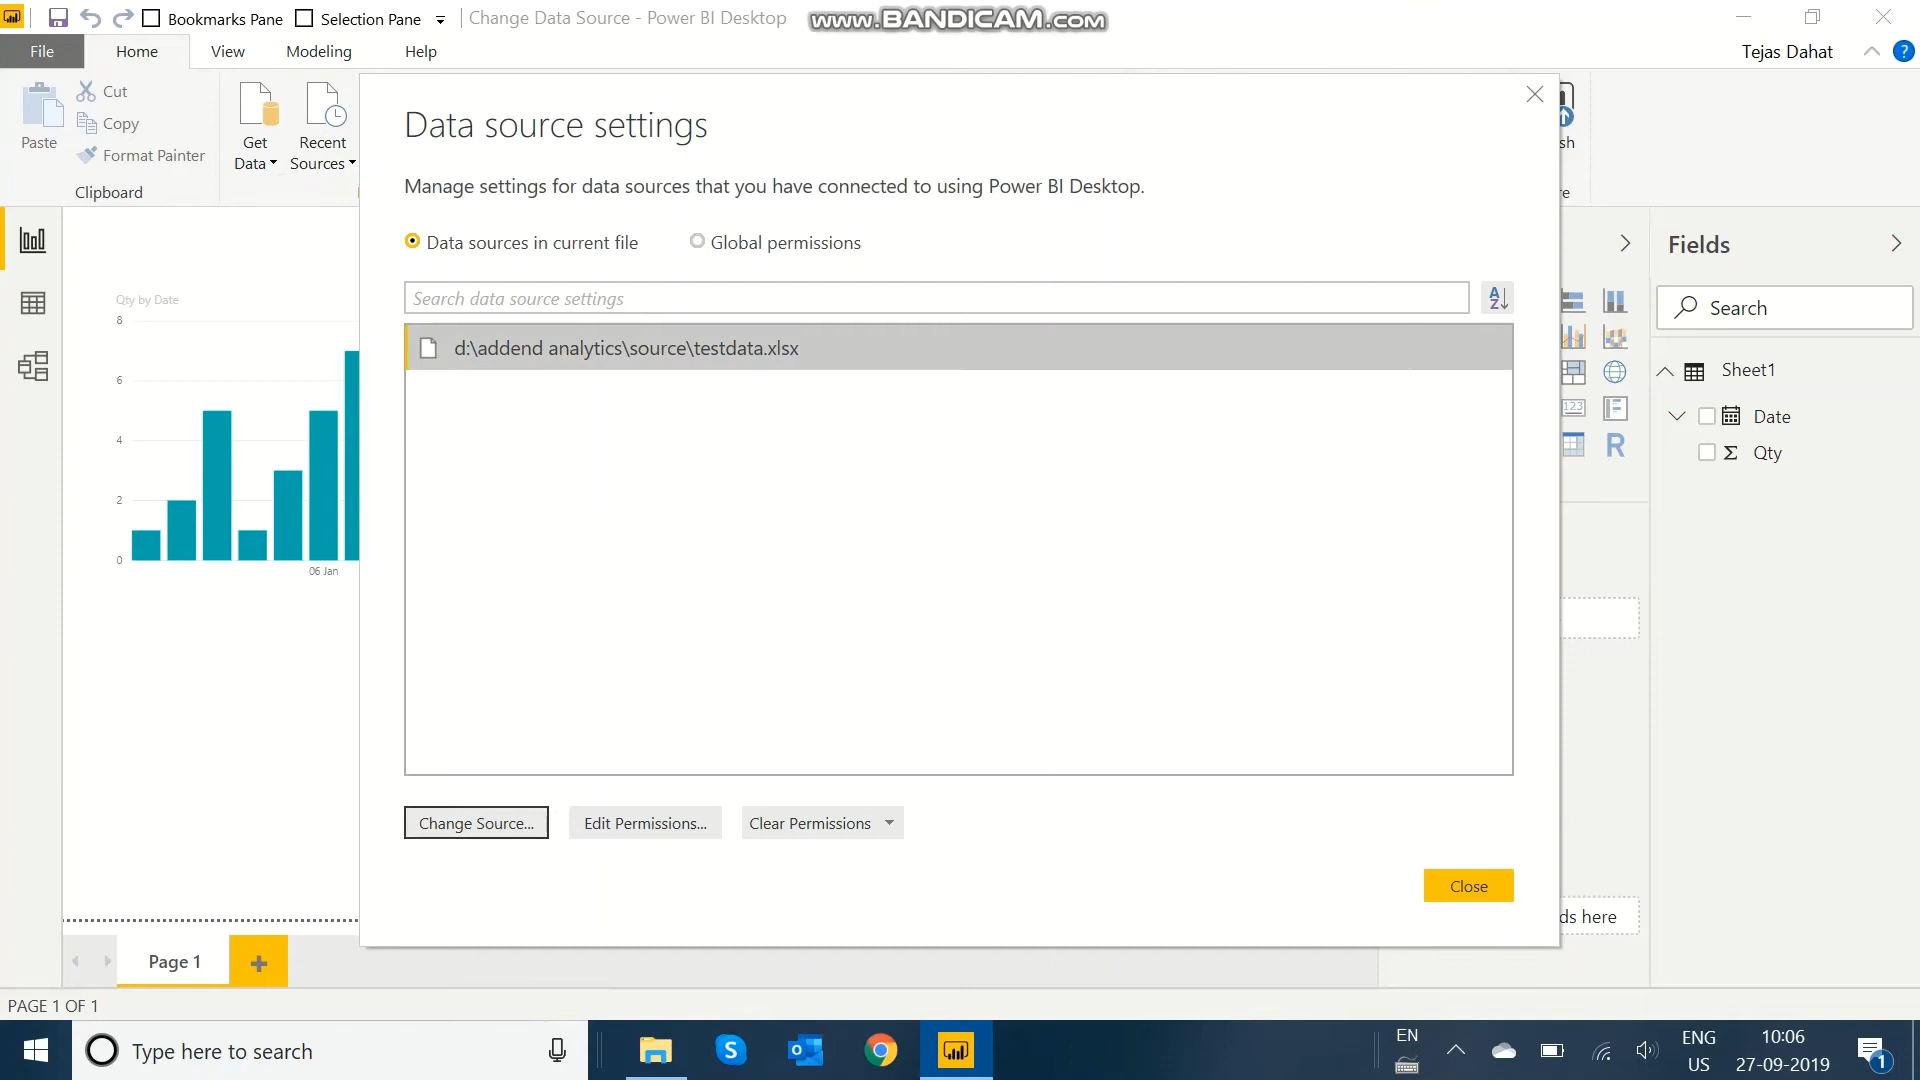 Bookmarks Pane Selection Pane Change Data Source - Power BI Desktop www.BANDICAM.com
File Home View Modeling Help Tejas Dahat ?
Paste Cut
Copy
Format Painter
Clipboard
Get Data
Recent Sources
sh
re
Data source settings
Manage settings for data sources that you have connected to using Power BI Desktop.
Data sources in current file Global permissions
Search data source settings
A
Z
d:\addend analytics\source\testdata.xlsx
Change Source... Edit Permissions... Clear Permissions
Close
Qty by Date
8
6
4
2
0
06 Jan
123
R
ds here
Fields
Search
Sheet1
Date
Σ Qty
Page 1
PAGE 1 OF 1
Type here to search
S
o
EN
ENG
US
10:06
27-09-2019
1